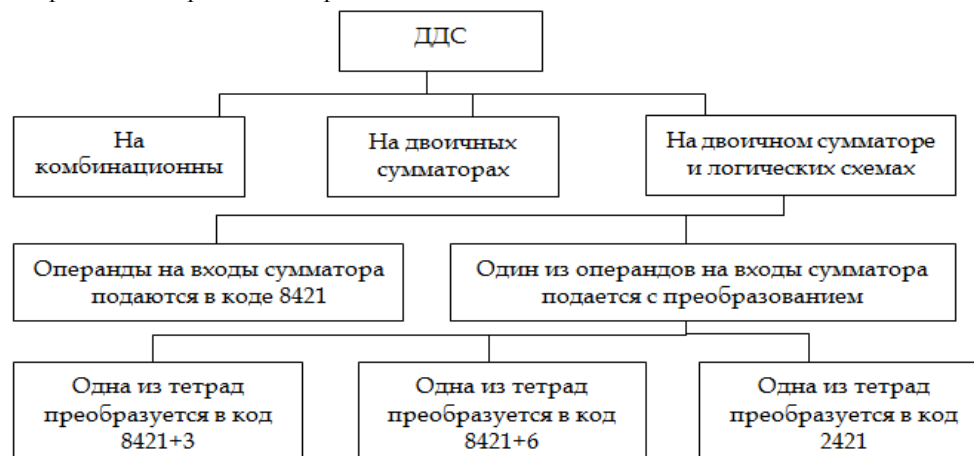 ДДС
На
комбинационны
На двоичных
сумматорах
На двоичном сумматоре
и логических схемах
Операнды на входы сумматора
подаются в коде 8421
Один из операндов на входы сумматора
подается с преобразованием
Одна из тетрад
преобразуется в код
8421+3
Одна из тетрад
преобразуется в код
8421+6
Одна из тетрад
преобразуется в код
2421